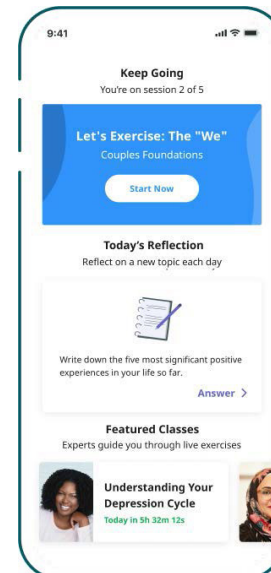 9:41
Keep Going
You're on session 2 of 5
Let's Exercise: The "We"
Couples Foundations
Start Now
Today's Reflection
Reflect on a new topic each day
Write down the five most significant positive
experiences in your life so far.
Answer >
Featured Classes
Experts guide you through live exercises
Understanding Your
Depression Cycle
Today in 5h 32m 12s